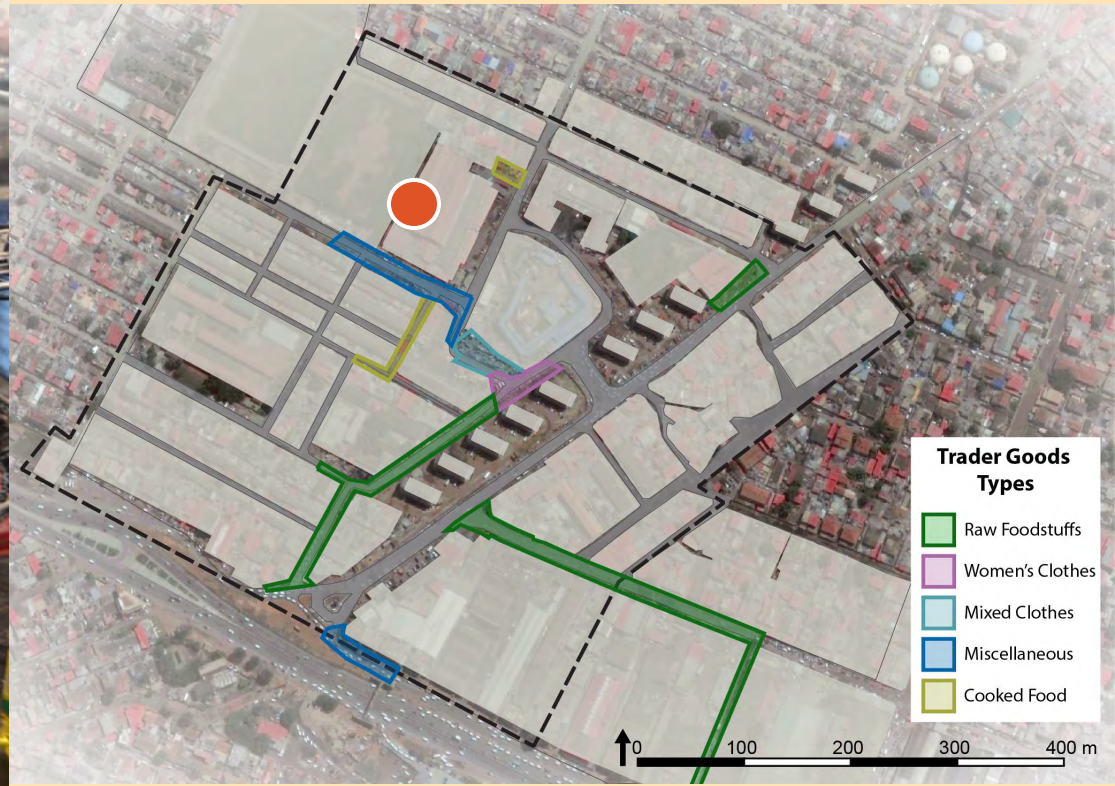 Trader Goods
Types
Raw Foodstuffs
Women's Clothes
Mixed Clothes
Miscellaneous
Cooked Food
0 100 200 300 400 m